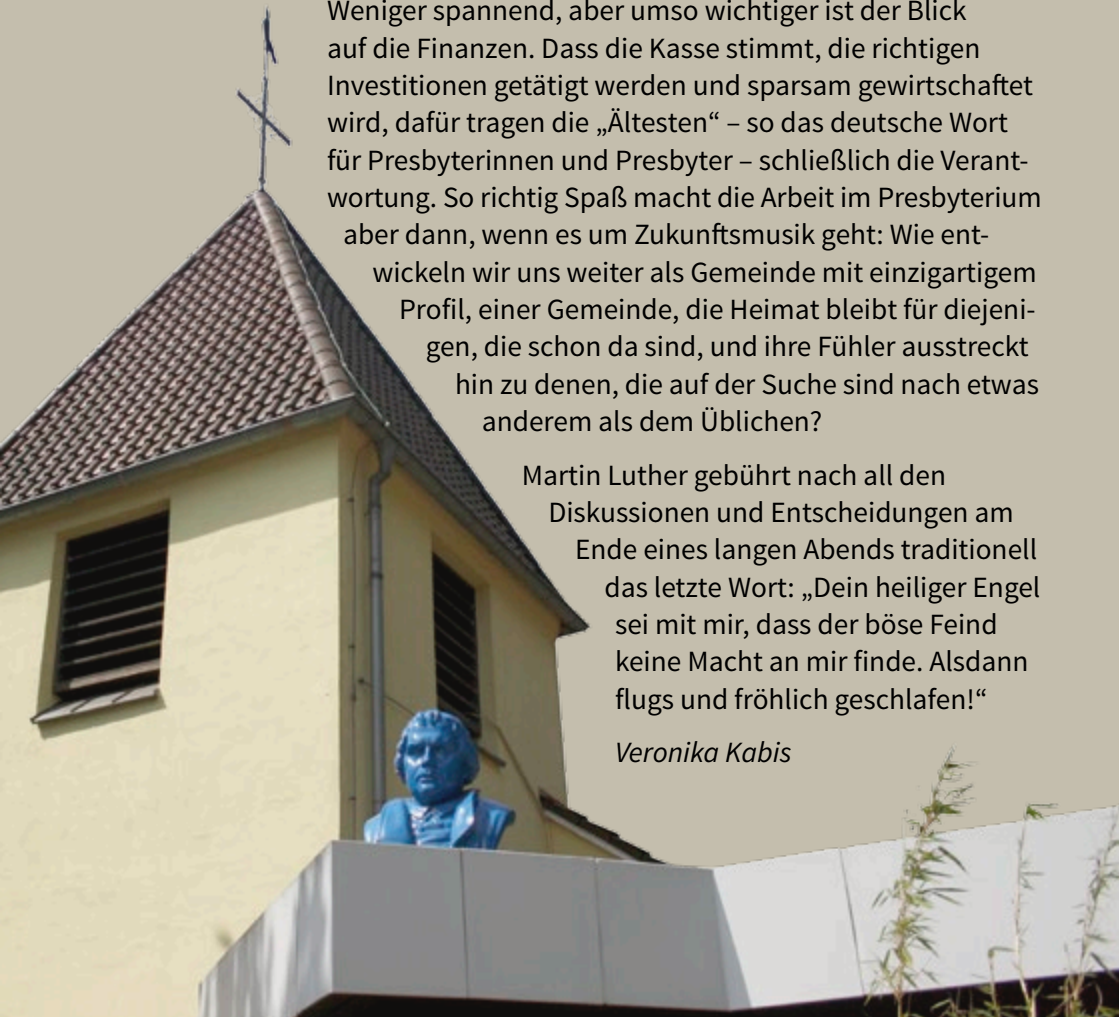 Weniger spannend, aber umso wichtiger ist der Blick
auf die Finanzen. Dass die Kasse stimmt, die richtigen
Investitionen getätigt werden und sparsam gewirtschaftet
wird, dafür tragen die „Ältesten“ – so das deutsche Wort
für Presbyterinnen und Presbyter – schließlich die Verant-
wortung. So richtig Spaß macht die Arbeit im Presbyterium
aber dann, wenn es um Zukunftsmusik geht: Wie ent-
wickeln wir uns weiter als Gemeinde mit einzigartigem
Profil, einer Gemeinde, die Heimat bleibt für diejeni-
gen, die schon da sind, und ihre Fühler ausstreckt
hin zu denen, die auf der Suche sind nach etwas
anderem als dem Üblichen?
Martin Luther gebührt nach all den
Diskussionen und Entscheidungen am
Ende eines langen Abends traditionell
das letzte Wort: „Dein heiliger Engel
sei mit mir, dass der böse Feind
keine Macht an mir finde. Alsdann
flugs und fröhlich geschlafen!“
Veronika Kabis